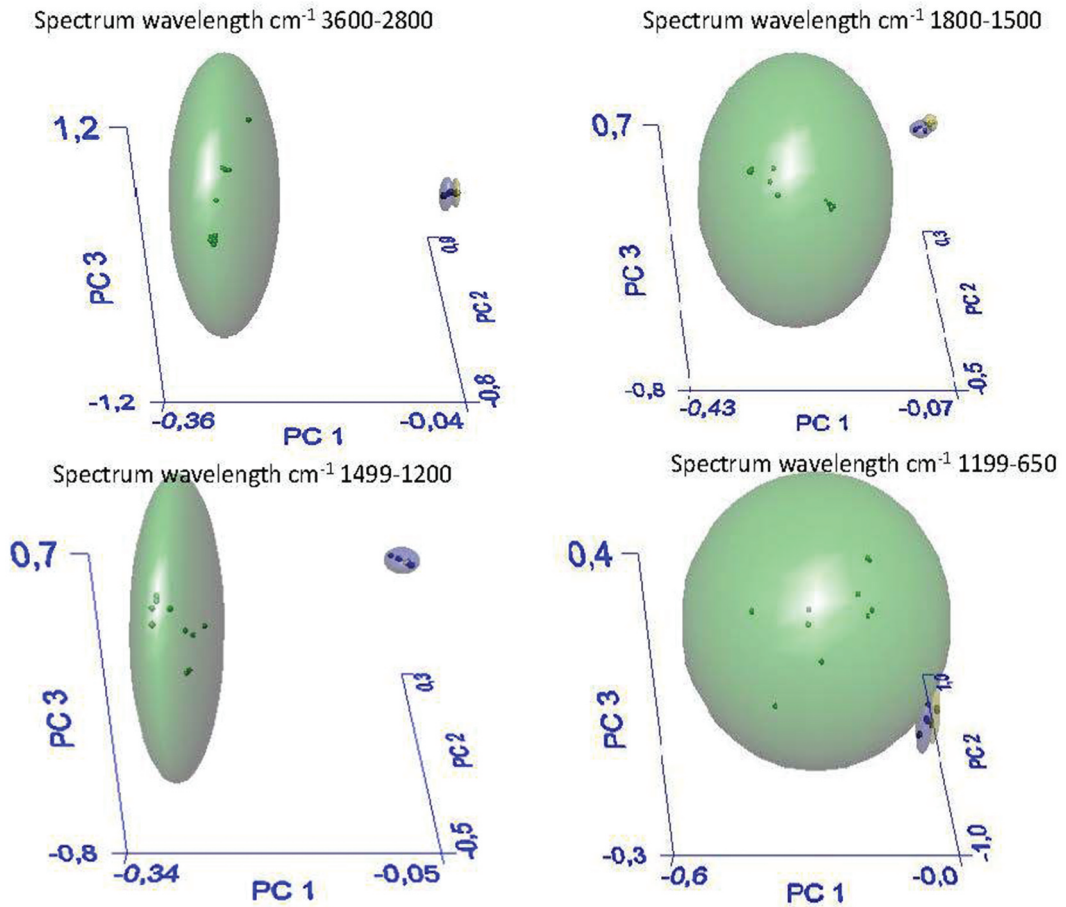 Spectrum wavelength cm-1 3600-2800
1,2
PC 3
-1,2
-0,36
PC 1
-0,04
0,8
PC 2
-0,8
Spectrum wavelength cm-1 1800-1500
0,7
PC 3
-0,8
-0,43
PC 1
-0,07
0,3
PC 2
-0,5
Spectrum wavelength cm-1 1499-1200
0,7
PC 3
-0,8
-0,34
PC 1
-0,05
0,3
PC 2
-0,5
Spectrum wavelength cm-1 1199-650
0,4
PC 3
-0,3
-0,6
PC 1
-0,0
1,0
PC 2
-1,0